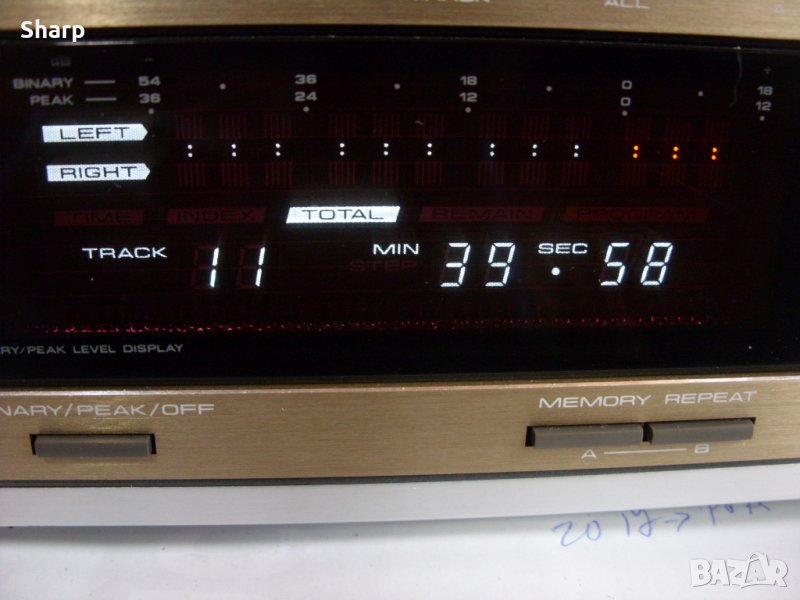 Sharp
ALL
dB
BINARY 54 36 18 0 18
PEAK 36 24 12 0 12
LEFT
RIGHT
TIME INDEX TOTAL REMAIN PROGRAM
TRACK 11 MIN 39 SEC 58
STEP
RY/PEAK LEVEL DISPLAY
NARY/PEAK/OFF MEMORY REPEAT
A B
BAZAR